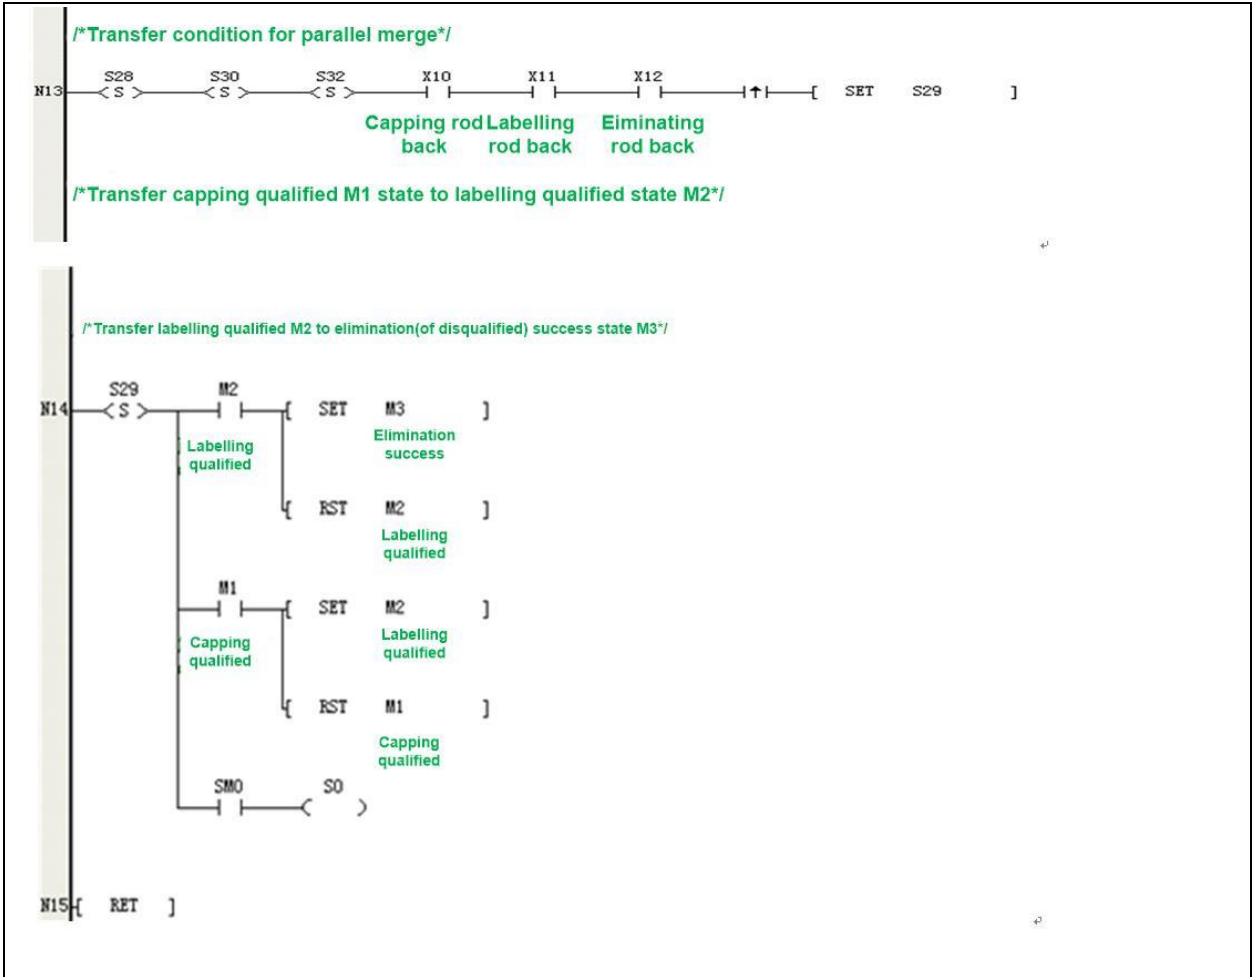 /*Transfer condition for parallel merge*/
S28 S30 S32 X10 X11 X12
N13 < S > < S > < S > [ SET S29 ]
Capping rod back
Labelling rod back
Eiminating rod back
/*Transfer capping qualified M1 state to labelling qualified state M2*/
/*Transfer labelling qualified M2 to elimination(of disqualified) success state M3*/
S29 M2
N14 < S > [ SET M3 ]
Labelling
qualified
Elimination
success
[ RST M2 ]
Labelling
qualified
M1
[ SET M2 ]
Capping
qualified
Labelling
qualified
[ RST M1 ]
Capping
qualified
SM0 S0
( )
N15 [ RET ]